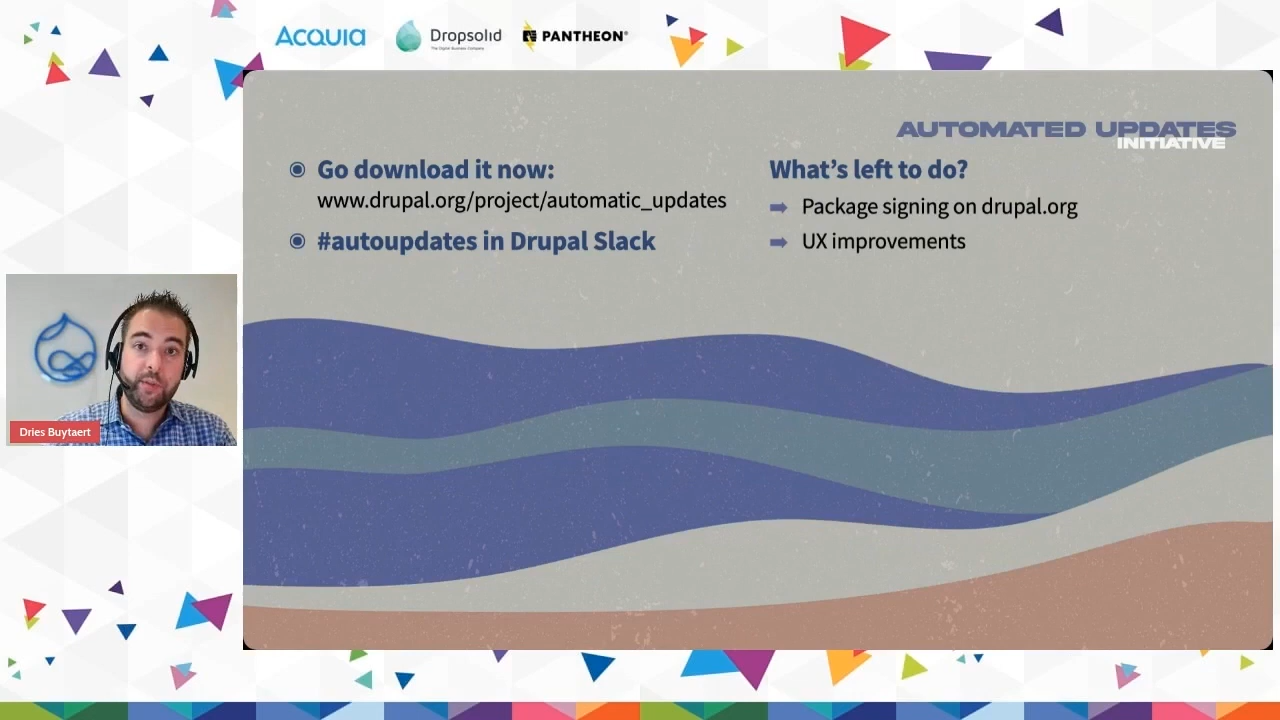 Acquia
Dropsolid
The Digital Business Company
PANTHEON®
AUTOMATED UPDATES
INITIATIVE
Go download it now:
www.drupal.org/project/automatic_updates
#autoupdates in Drupal Slack
What's left to do?
Package signing on drupal.org
UX improvements
Dries Buytaert